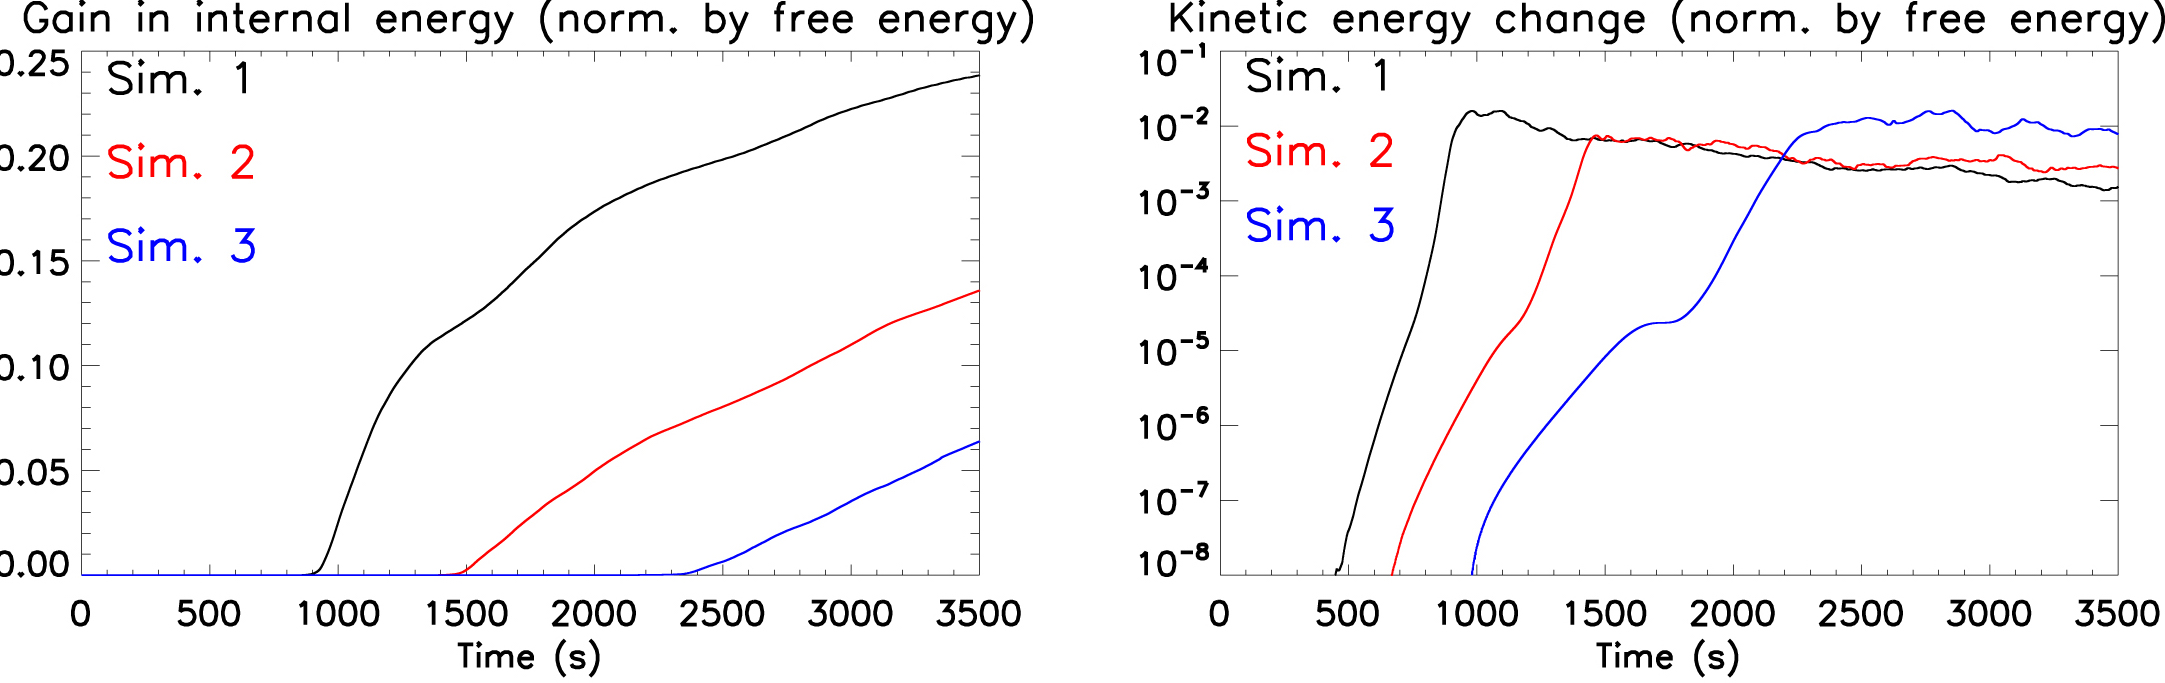 Gain in internal energy (norm. by free energy)
0.25
0.20
0.15
0.10
0.05
0.00
Sim. 1
Sim. 2
Sim. 3
0 500 1000 1500 2000 2500 3000 3500
Time (s)
Kinetic energy change (norm. by free energy)
10^-1
10^-2
10^-3
10^-4
10^-5
10^-6
10^-7
10^-8
Sim. 1
Sim. 2
Sim. 3
0 500 1000 1500 2000 2500 3000 3500
Time (s)